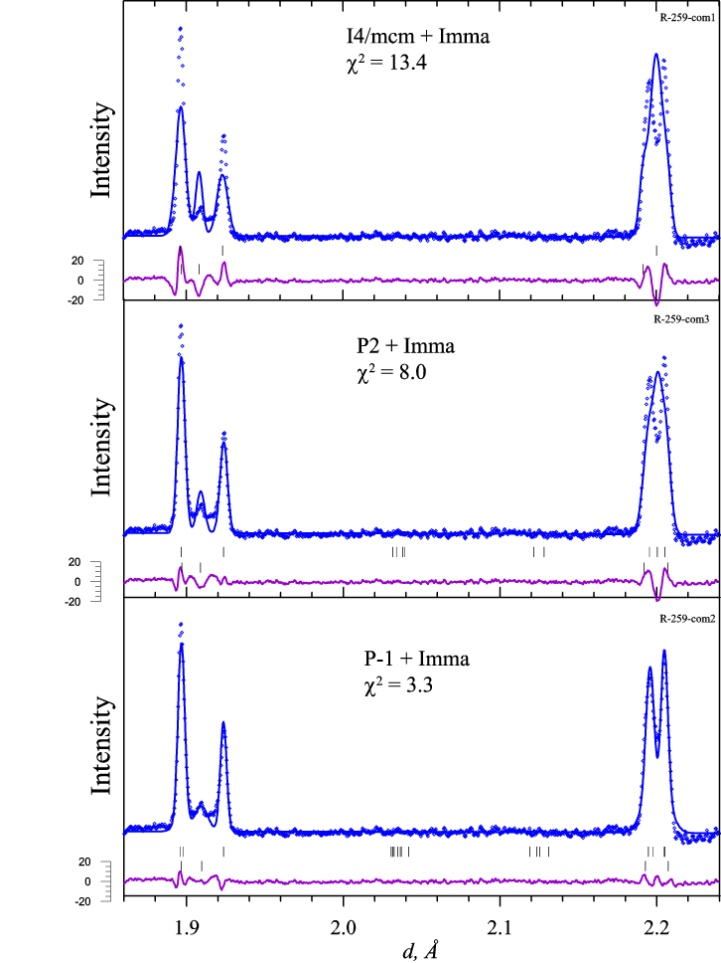 R-259-com1
I4/mcm + Imma
χ² = 13.4
Intensity
20
0
-20
R-259-com3
P2 + Imma
χ² = 8.0
Intensity
20
0
-20
R-259-com2
P-1 + Imma
χ² = 3.3
Intensity
20
0
-20
1.9 2.0 2.1 2.2
d, Å